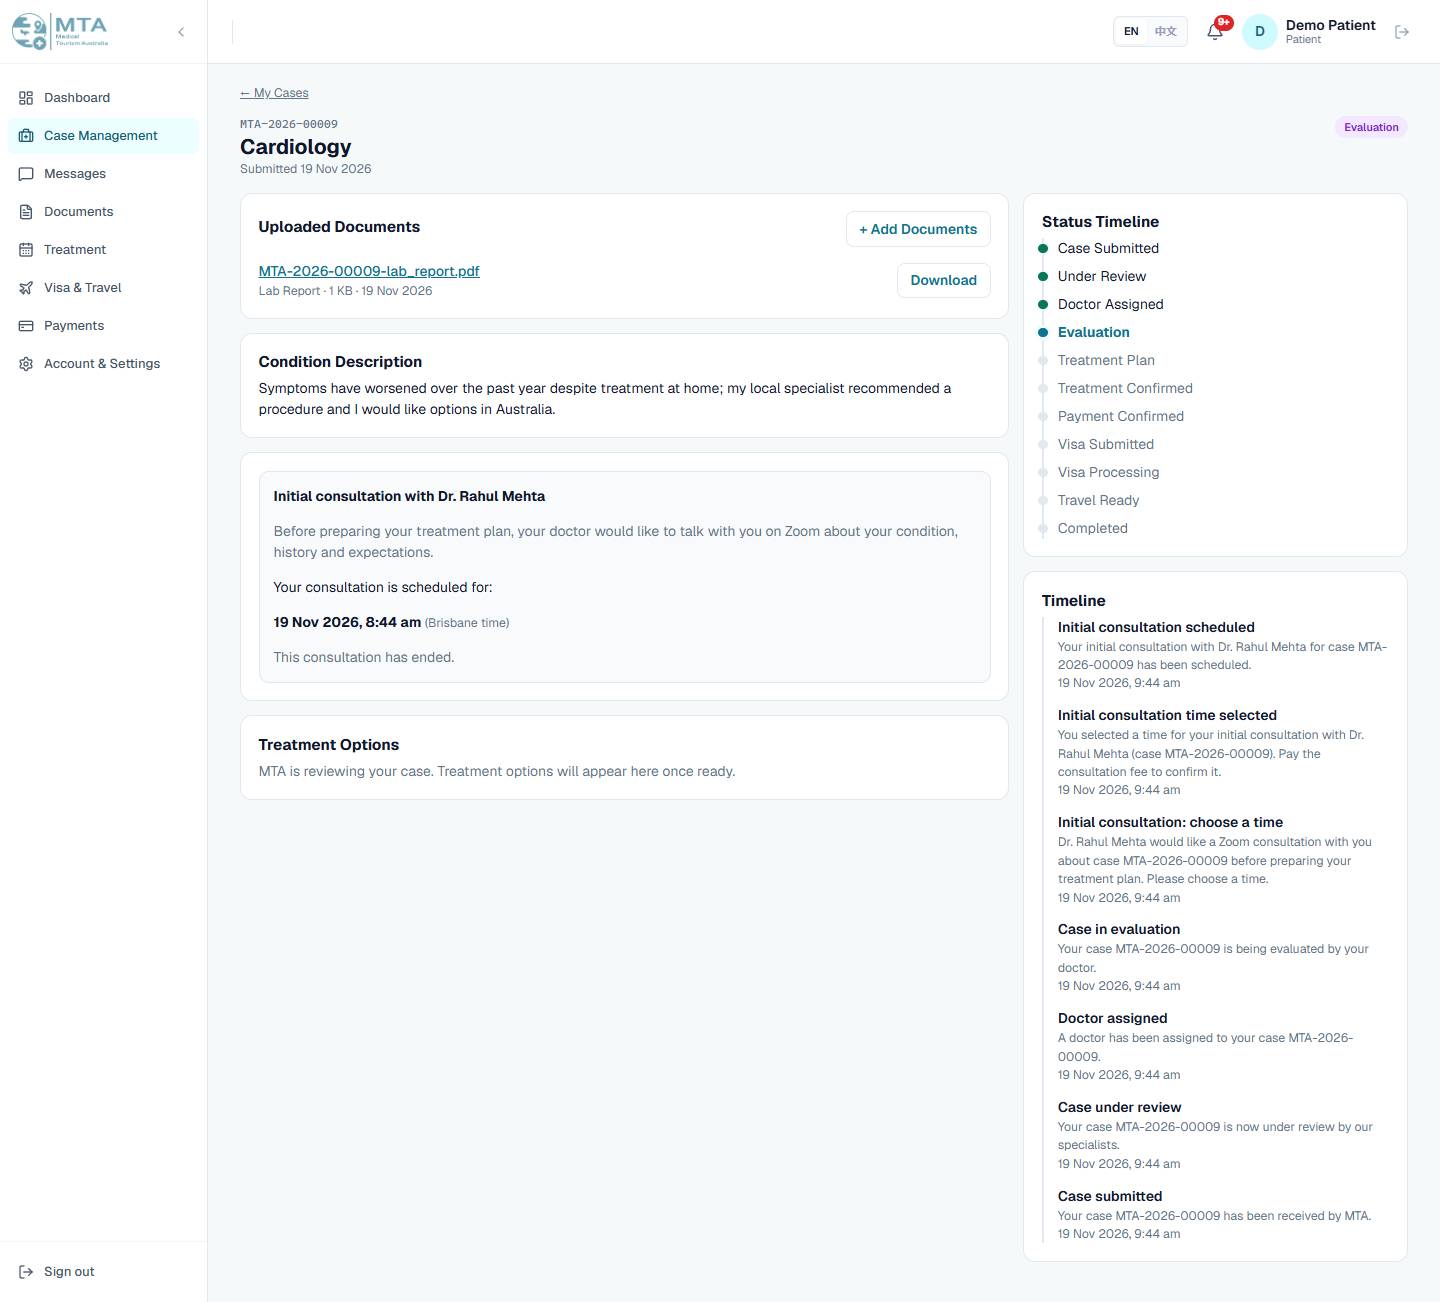 MTA
Medical
Tourism Australia
EN
中文
9+
D
Demo Patient
Patient
Dashboard
Case Management
Messages
Documents
Treatment
Visa & Travel
Payments
Account & Settings
Sign out
← My Cases
MTA-2026-00009
Cardiology
Submitted 19 Nov 2026
Evaluation
Uploaded Documents
+ Add Documents
MTA-2026-00009-lab_report.pdf
Lab Report · 1 KB · 19 Nov 2026
Download
Condition Description
Symptoms have worsened over the past year despite treatment at home; my local specialist recommended a
procedure and I would like options in Australia.
Initial consultation with Dr. Rahul Mehta
Before preparing your treatment plan, your doctor would like to talk with you on Zoom about your condition,
history and expectations.
Your consultation is scheduled for:
19 Nov 2026, 8:44 am (Brisbane time)
This consultation has ended.
Treatment Options
MTA is reviewing your case. Treatment options will appear here once ready.
Status Timeline
Case Submitted
Under Review
Doctor Assigned
Evaluation
Treatment Plan
Treatment Confirmed
Payment Confirmed
Visa Submitted
Visa Processing
Travel Ready
Completed
Timeline
Initial consultation scheduled
Your initial consultation with Dr. Rahul Mehta for case MTA-
2026-00009 has been scheduled.
19 Nov 2026, 9:44 am
Initial consultation time selected
You selected a time for your initial consultation with Dr.
Rahul Mehta (case MTA-2026-00009). Pay the
consultation fee to confirm it.
19 Nov 2026, 9:44 am
Initial consultation: choose a time
Dr. Rahul Mehta would like a Zoom consultation with you
about case MTA-2026-00009 before preparing your
treatment plan. Please choose a time.
19 Nov 2026, 9:44 am
Case in evaluation
Your case MTA-2026-00009 is being evaluated by your
doctor.
19 Nov 2026, 9:44 am
Doctor assigned
A doctor has been assigned to your case MTA-2026-
00009.
19 Nov 2026, 9:44 am
Case under review
Your case MTA-2026-00009 is now under review by our
specialists.
19 Nov 2026, 9:44 am
Case submitted
Your case MTA-2026-00009 has been received by MTA.
19 Nov 2026, 9:44 am